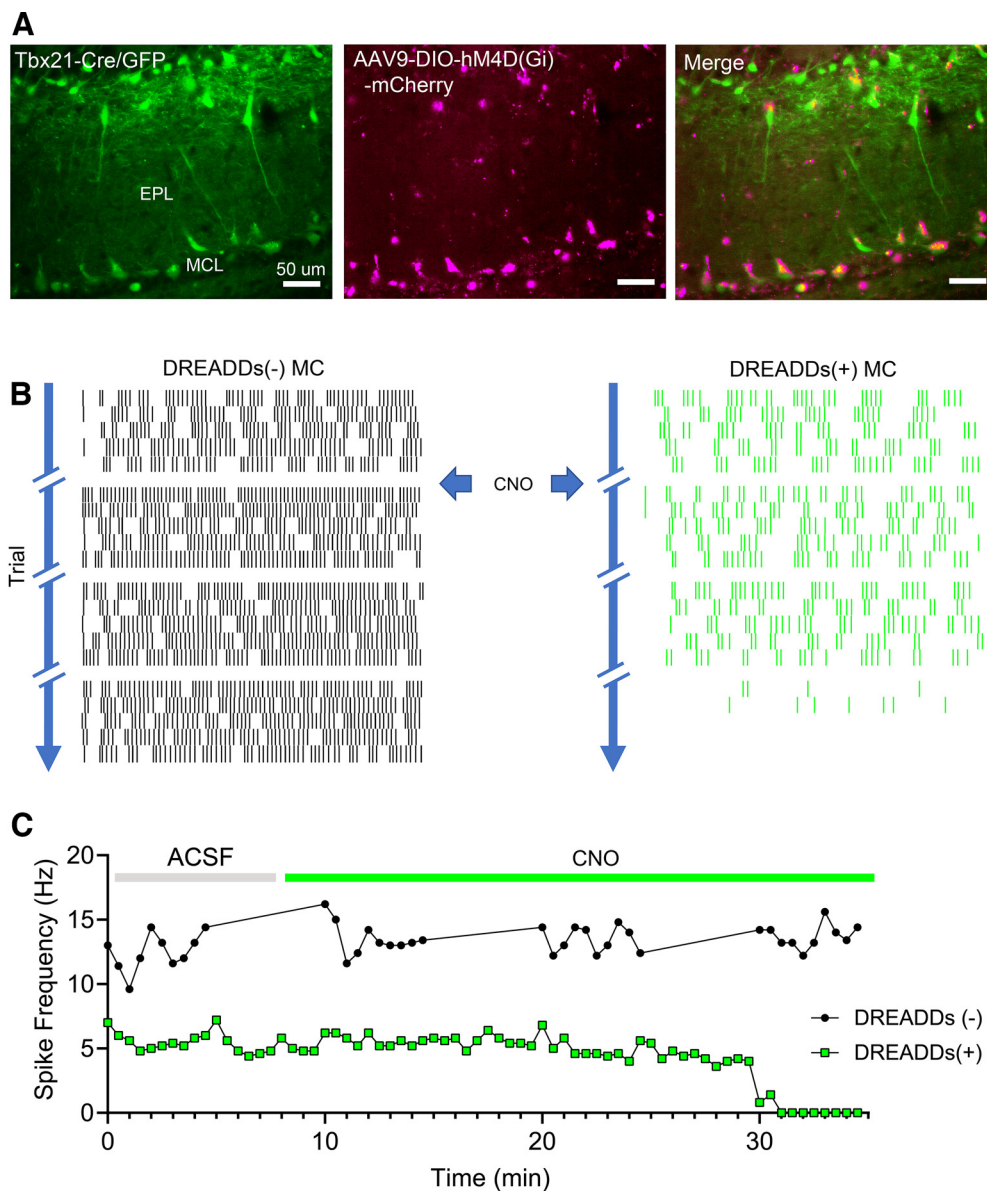 A
Tbx21-Cre/GFP
EPL
MCL
50 um
AAV9-DIO-hM4D(Gi)
-mCherry
Merge
B
DREADDs(-) MC
DREADDs(+) MC
CNO
Trial
C
ACSF
CNO
Spike Frequency (Hz)
20
15
10
5
0
0
10
20
30
Time (min)
DREADDs (-)
DREADDs(+)